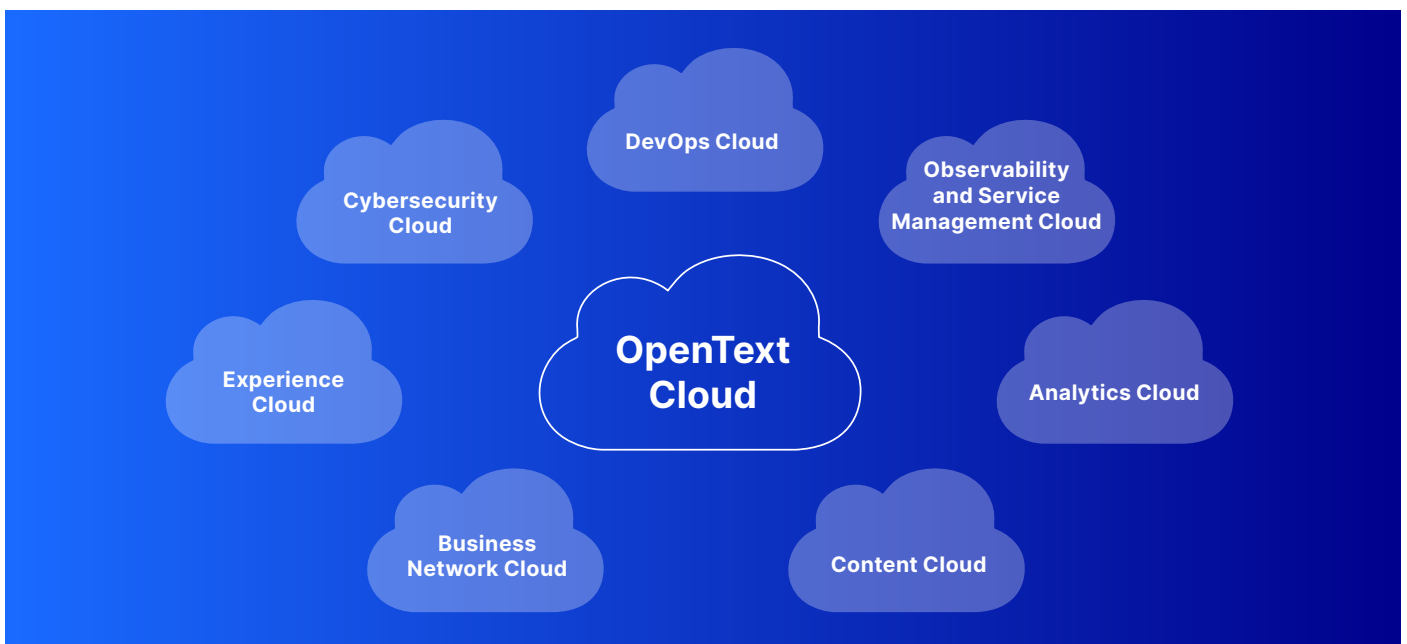 DevOps Cloud
Cybersecurity
Cloud
Observability
and Service
Management Cloud
OpenText
Cloud
Experience
Cloud
Analytics Cloud
Business
Network Cloud
Content Cloud